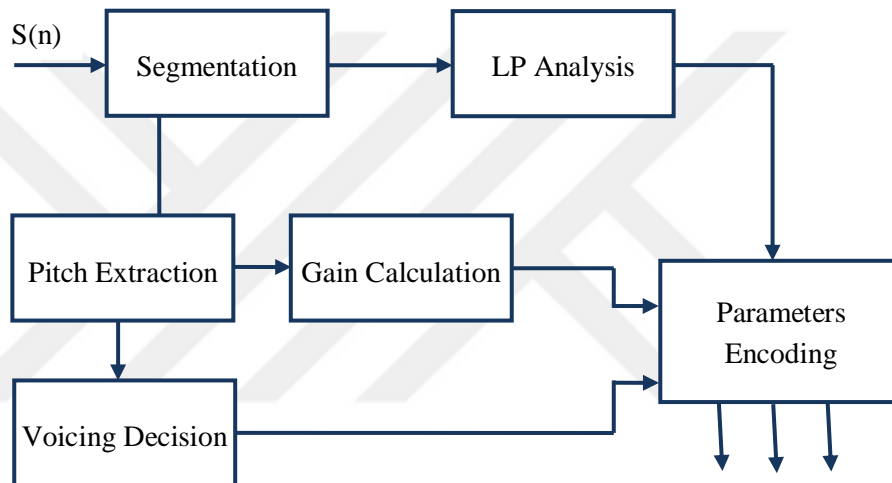 S(n)
Segmentation
LP Analysis
Pitch Extraction
Gain Calculation
Parameters
Encoding
Voicing Decision